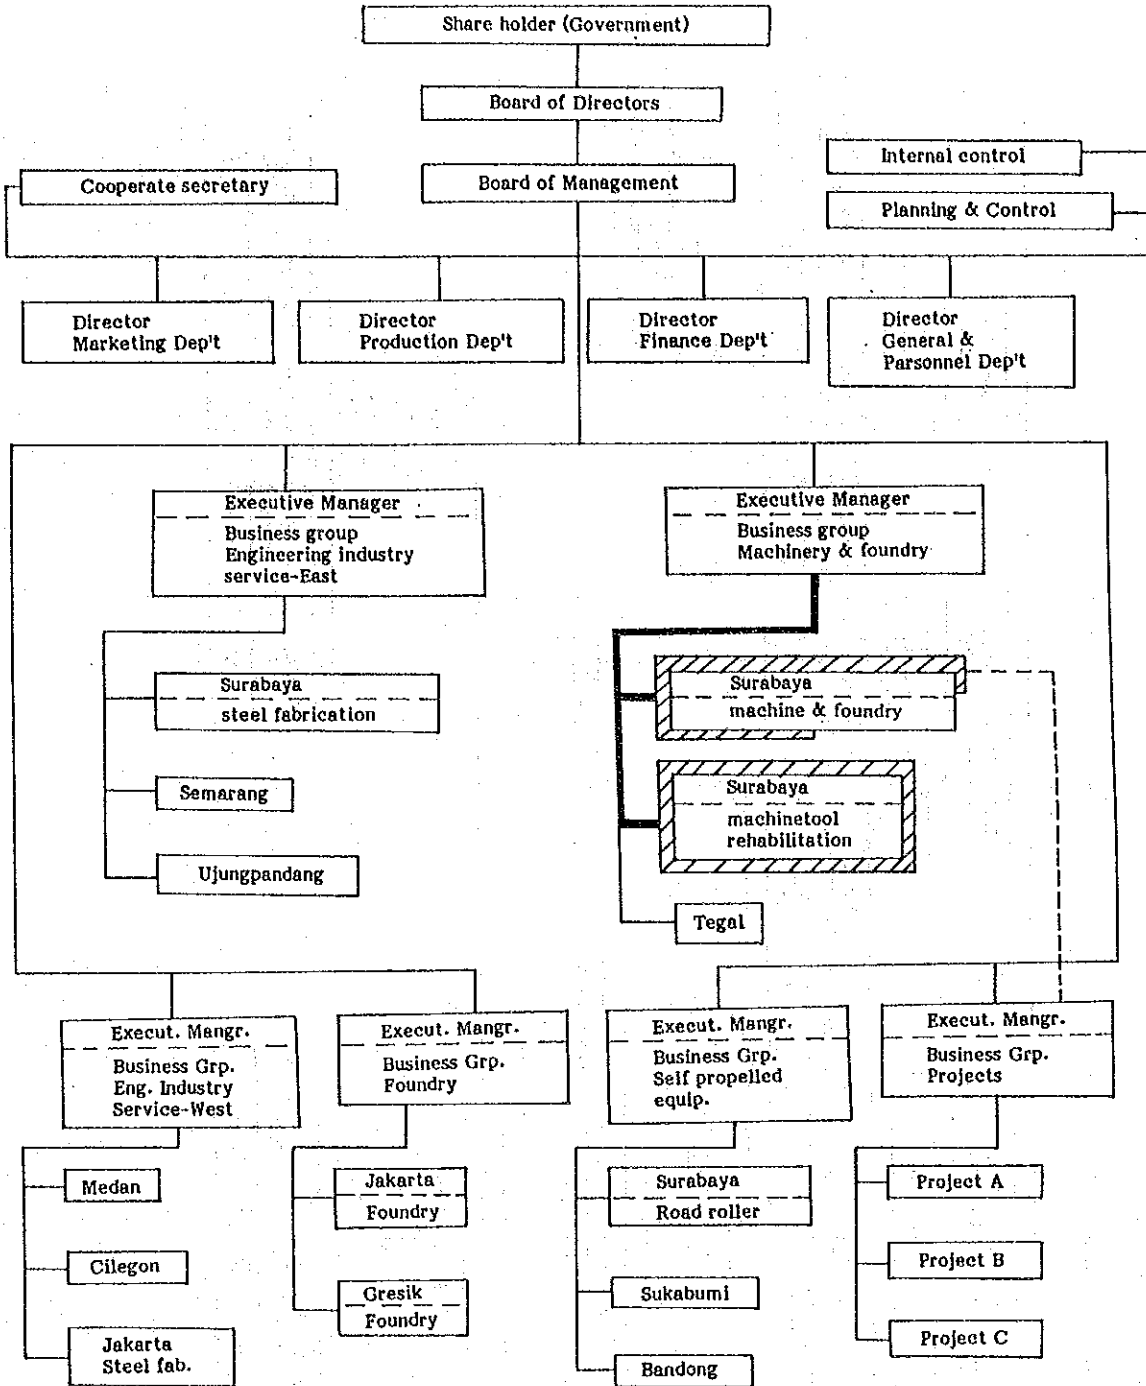 Share holder (Government)
Board of Directors
Internal control
Cooperate secretary
Board of Management
Planning & Control
Director
Marketing Dep't
Director
Production Dep't
Director
Finance Dep't
Director
General &
Parsonnel Dep't
Executive Manager
Business group
Engineering industry
service-East
Executive Manager
Business group
Machinery & foundry
Surabaya
steel fabrication
Semarang
Ujungpandang
Surabaya
machine & foundry
Surabaya
machinetool
rehabilitation
Tegal
Execut. Mangr.
Business Grp.
Eng. Industry
Service-West
Execut. Mangr.
Business Grp.
Foundry
Execut. Mangr.
Business Grp.
Self propelled
equip.
Execut. Mangr.
Business Grp.
Projects
Medan
Cilegon
Jakarta
Steel fab.
Jakarta
Foundry
Gresik
Foundry
Surabaya
Road roller
Sukabumi
Bandong
Project A
Project B
Project C